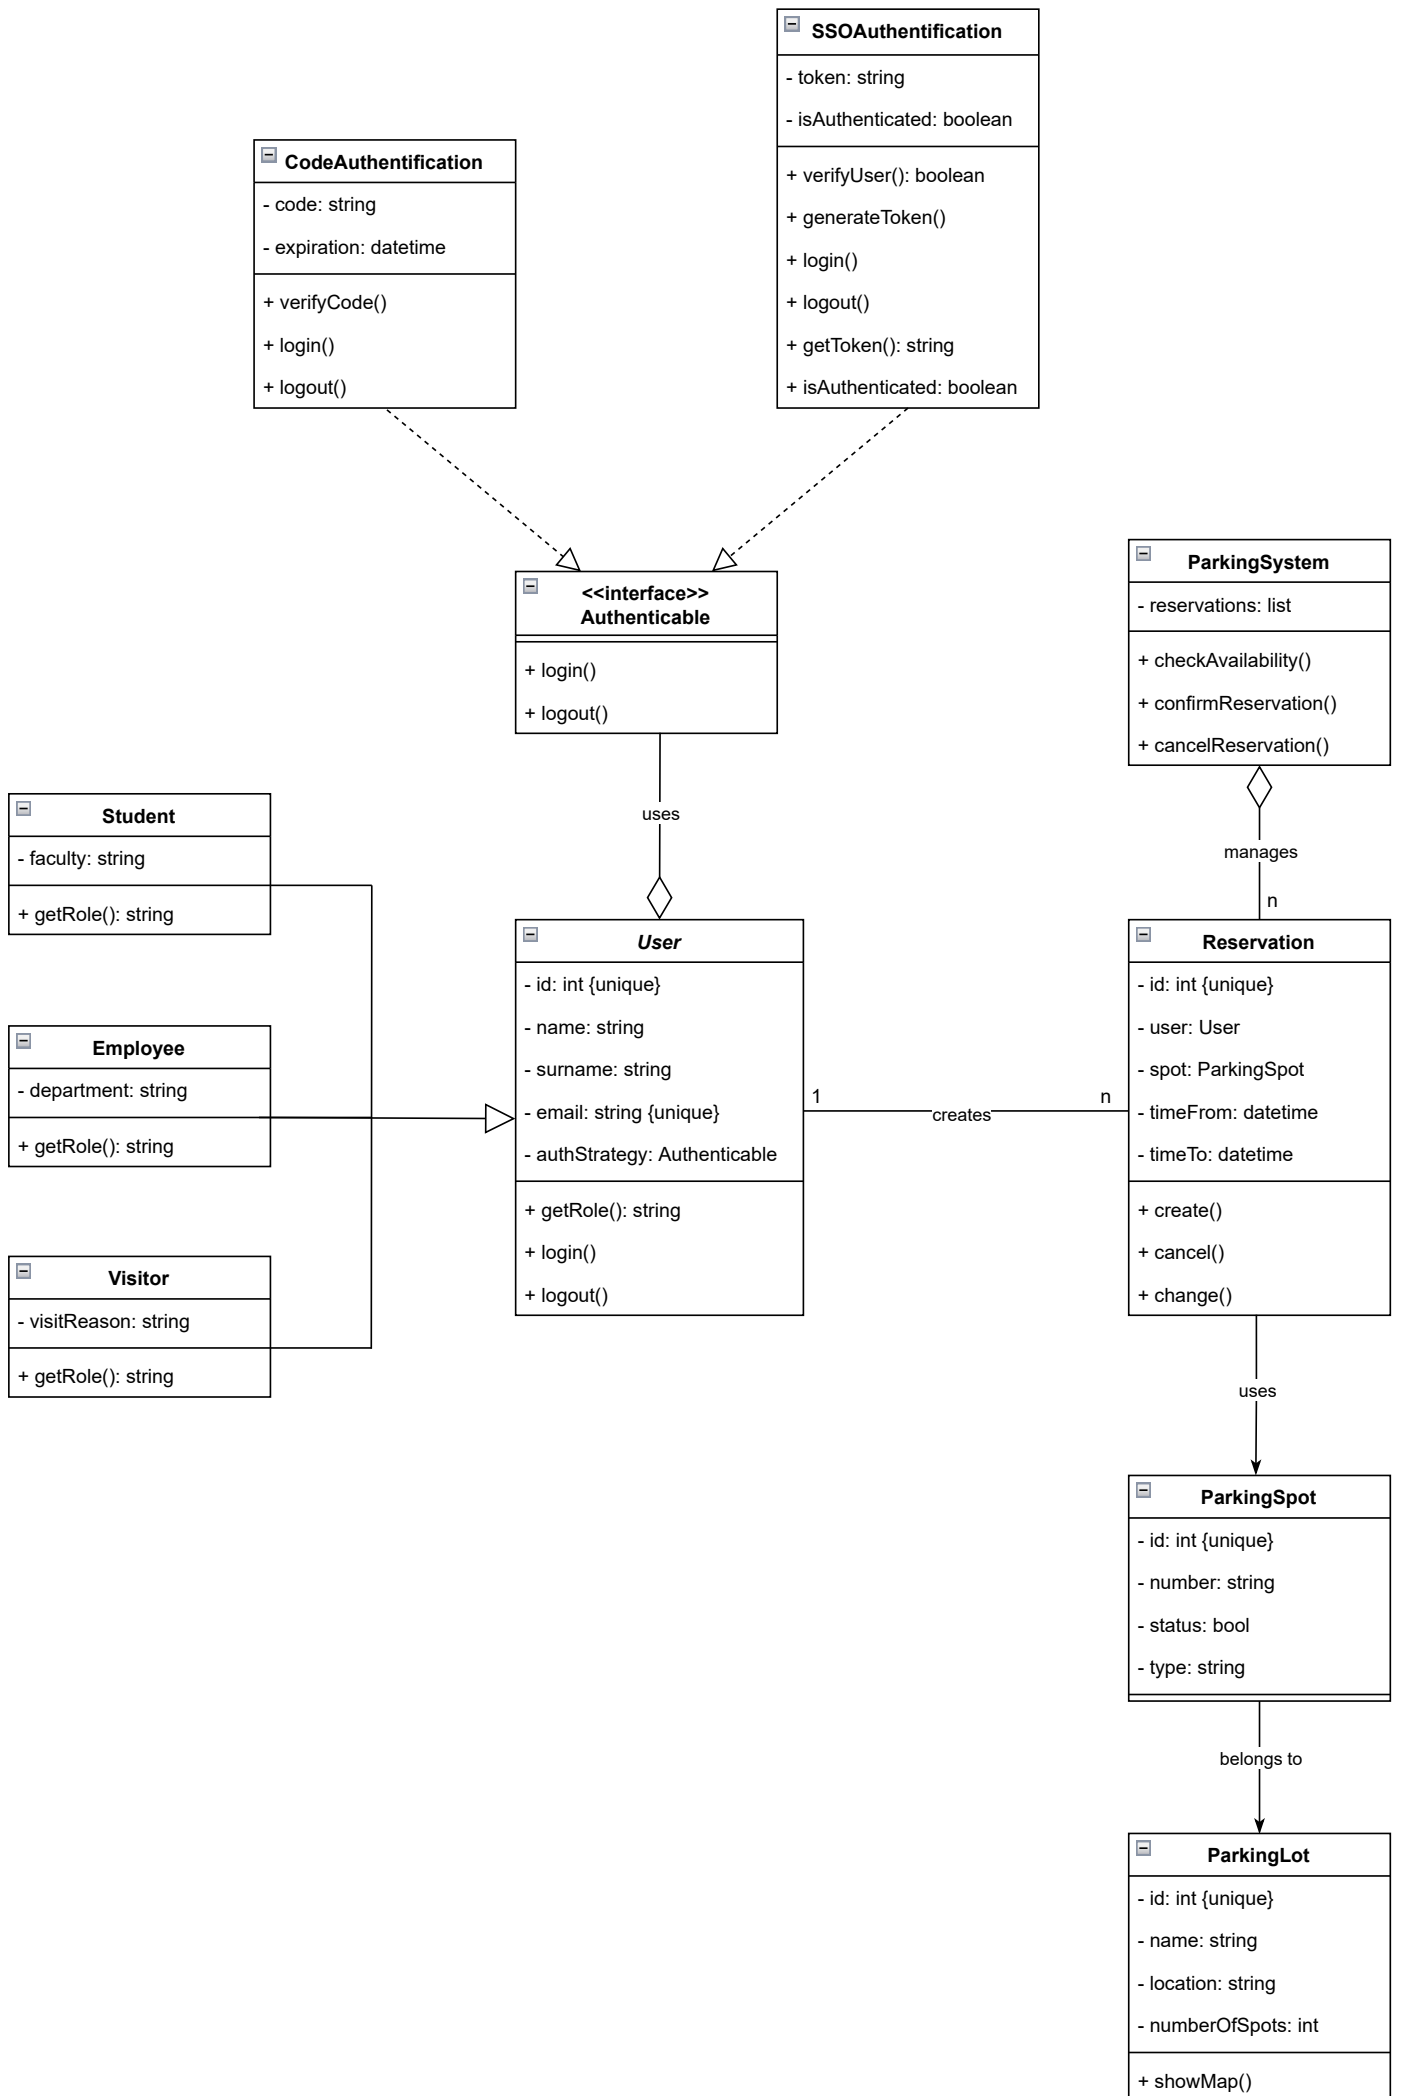 SSOAuthentification
- token: string
- isAuthenticated: boolean
+ verifyUser(): boolean
+ generateToken()
+ login()
+ logout()
+ getToken(): string
+ isAuthenticated: boolean
CodeAuthentification
- code: string
- expiration: datetime
+ verifyCode()
+ login()
+ logout()
<<interface>>
Authenticable
+ login()
+ logout()
uses
ParkingSystem
- reservations: list
+ checkAvailability()
+ confirmReservation()
+ cancelReservation()
manages
n
Student
- faculty: string
+ getRole(): string
Employee
- department: string
+ getRole(): string
Visitor
- visitReason: string
+ getRole(): string
User
- id: int {unique}
- name: string
- surname: string
- email: string {unique}
- authStrategy: Authenticable
+ getRole(): string
+ login()
+ logout()
1
creates
n
Reservation
- id: int {unique}
- user: User
- spot: ParkingSpot
- timeFrom: datetime
- timeTo: datetime
+ create()
+ cancel()
+ change()
uses
ParkingSpot
- id: int {unique}
- number: string
- status: bool
- type: string
belongs to
ParkingLot
- id: int {unique}
- name: string
- location: string
- numberOfSpots: int
+ showMap()